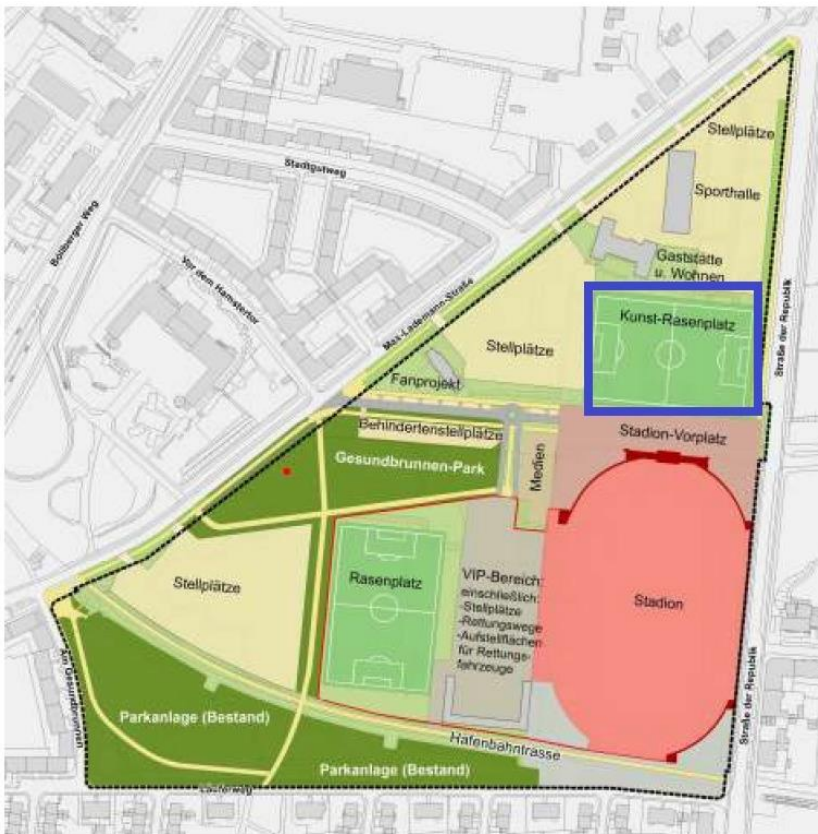 Stellplätze
Stadtgutweg
Sporthalle
Böllberger Weg
Gaststätte
u. Wohnen
Vor dem Hamstertor
Max-Lademann-Straße
Kunst-Rasenplatz
Straße der Republik
Stellplätze
Fanprojekt
Behindertenstellplätze
Stadion-Vorplatz
Gesundbrunnen-Park
Medien
Stellplätze
Rasenplatz
VIP-Bereich:
einschließlich:
-Stellplätze
-Rettungswege
-Aufstellflächen
für Rettungs-
fahrzeuge
Stadion
Am Gesundbrunnen
Straße der Republik
Parkanlage (Bestand)
Hafenbahntrasse
Parkanlage (Bestand)
Läuferweg